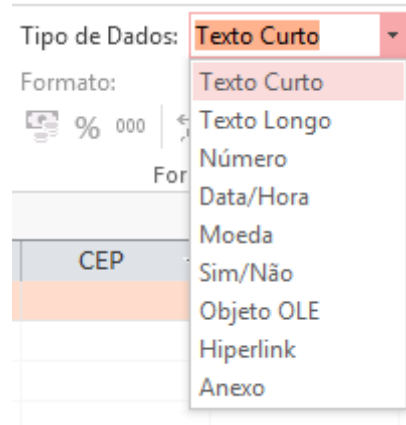 Tipo de Dados: Texto Curto
Formato:
% 000
For
CEP
Texto Curto
Texto Longo
Número
Data/Hora
Moeda
Sim/Não
Objeto OLE
Hiperlink
Anexo